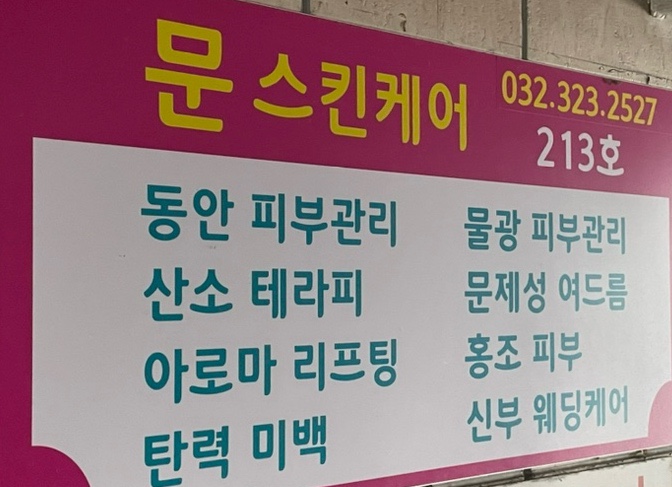 문 스킨케어
032.323.2527
213호
동안 피부관리
산소 테라피
아로마 리프팅
탄력 미백
물광 피부관리
문제성 여드름
홍조 피부
신부 웨딩케어